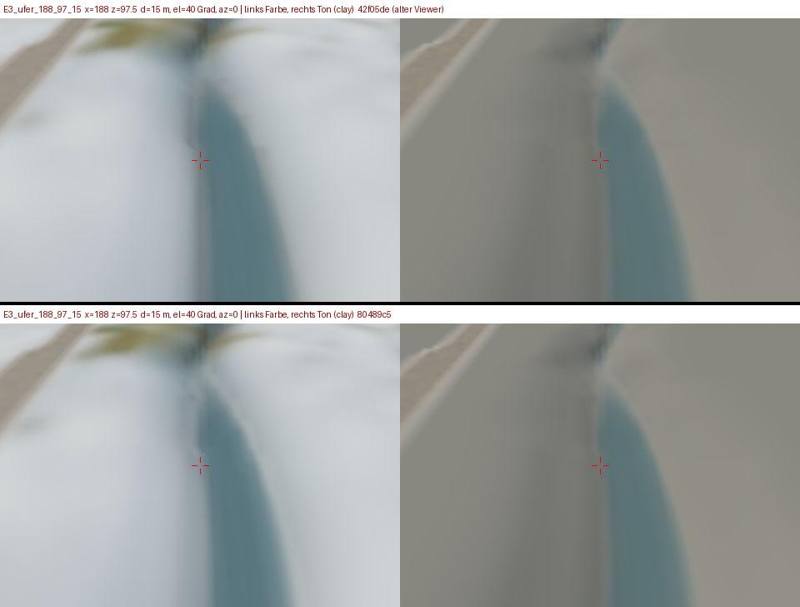 E3_ufer_188_97_15 x=188 z=97.5 d=15 m, el=40 Grad, az=0 | links Farbe, rechts Ton (clay) 42f05de (alter Viewer)
E3_ufer_188_97_15 x=188 z=97.5 d=15 m, el=40 Grad, az=0 | links Farbe, rechts Ton (clay) 80489c5